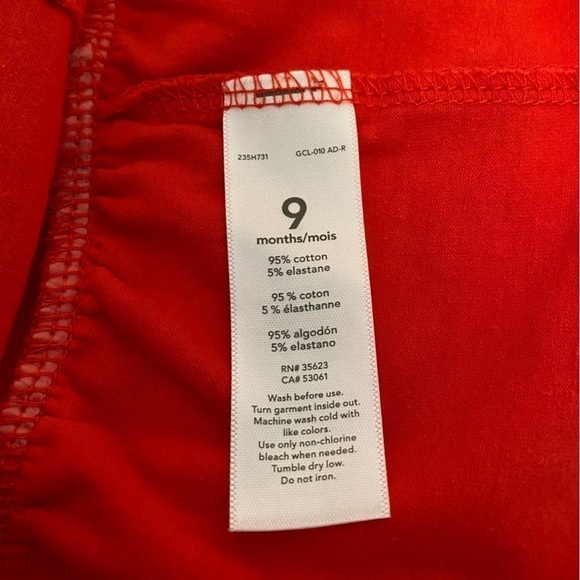 235H731 GCL-010 AD-R
9
months/mois
95% cotton
5% elastane
95% coton
5% élasthanne
95% algodón
5% elastano
RN# 35623
CA# 53061
Wash before use.
Turn garment inside out.
Machine wash cold with
like colors.
Use only non-chlorine
bleach when needed.
Tumble dry low.
Do not iron.